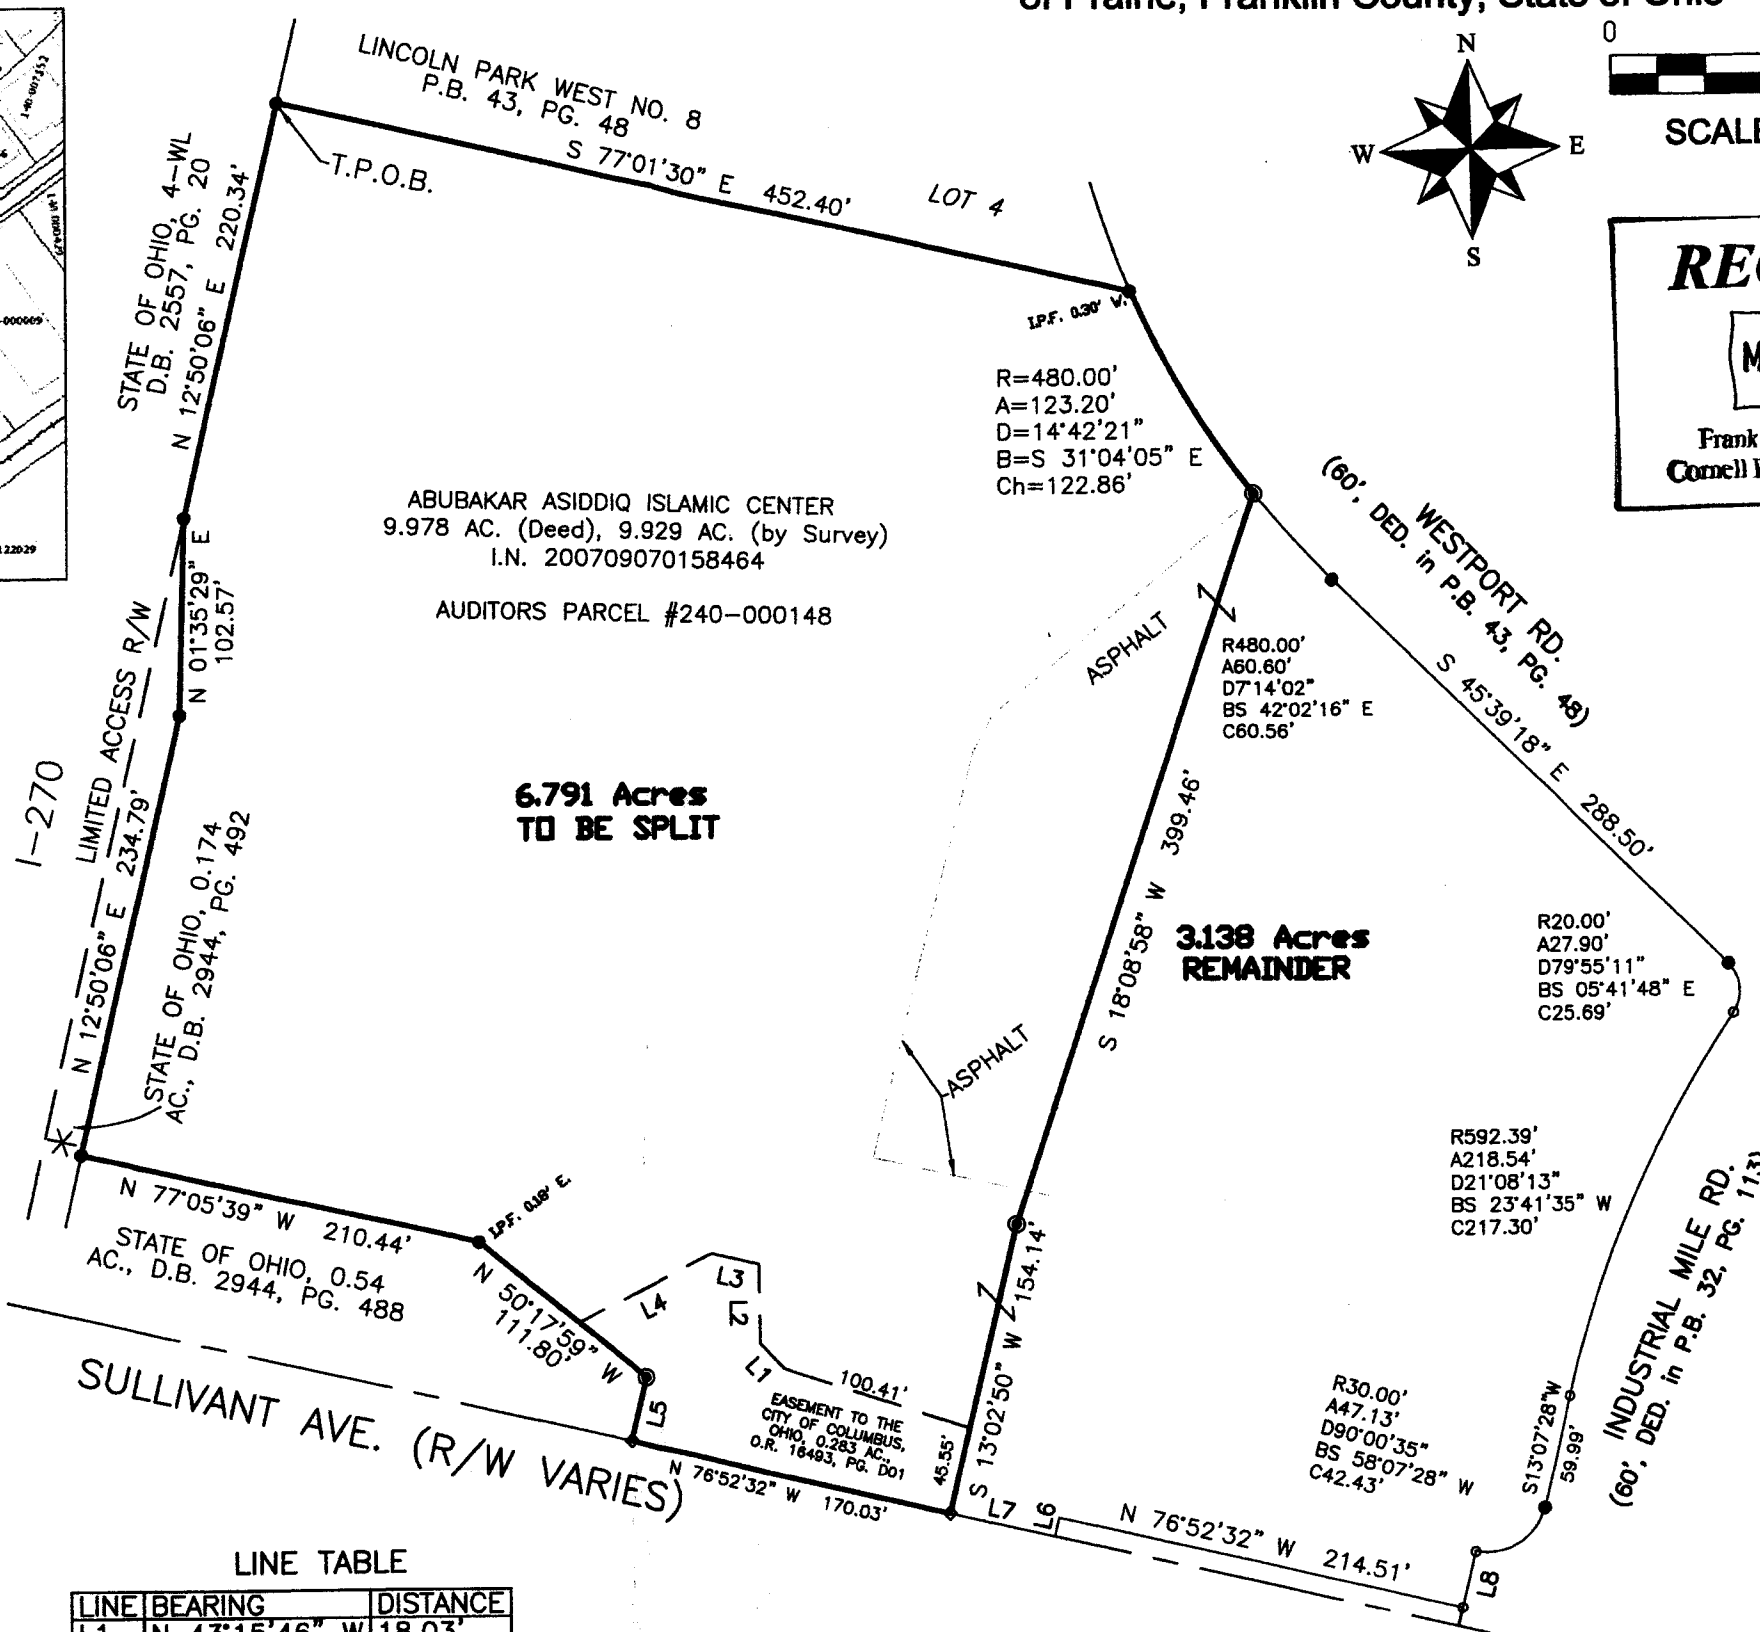 of Prairie, Franklin County, State of Ohio
0
N
W
E
S
SCALE
LINCOLN PARK WEST NO. 8
P.B. 43, PG. 48
S 77°01'30" E 452.40'
LOT 4
T.P.O.B.
STATE OF OHIO, 4-WL
D.B. 2557, PG. 20
N 12°50'06" E 220.34'
I.P.F. 0.30' W.
R=480.00'
A=123.20'
D=14°42'21"
B=S 31°04'05" E
Ch=122.86'
Frank
Cornell
(60', DED. in P.B. 43, PG. 48)
WESTPORT RD.
ABUBAKAR ASIDDIQ ISLAMIC CENTER
9.978 AC. (Deed), 9.929 AC. (by Survey)
I.N. 200709070158464
AUDITORS PARCEL #240-000148
N 01°35'29" E
102.57'
LIMITED ACCESS R/W
I-270
ASPHALT
R480.00'
A60.60'
D7°14'02"
BS 42°02'16" E
C60.56'
S 45°39'18" E 288.50'
6.791 Acres
TO BE SPLIT
S 18°08'58" W 399.46'
3.138 Acres
REMAINDER
R20.00'
A27.90'
D79°55'11"
BS 05°41'48" E
C25.69'
N 12°50'06" E 234.79'
STATE OF OHIO, 0.174
AC., D.B. 2944, PG. 492
ASPHALT
R592.39'
A218.54'
D21°08'13"
BS 23°41'35" W
C217.30'
INDUSTRIAL MILE RD.
(60', DED. in P.B. 32, PG. 113)
N 77°05'39" W 210.44'
I.P.F. 0.18' E.
STATE OF OHIO, 0.54
AC., D.B. 2944, PG. 488
N 50°17'59" W
111.80'
L4
L3
L2
L1
L5
100.41'
EASEMENT TO THE
CITY OF COLUMBUS,
OHIO, 0.283 AC.,
O.R. 16493, PG. D01
45.55'
S 13°02'50" W 154.14'
R30.00'
A47.13'
D90°00'35"
BS 58°07'28" W
C42.43'
S13°07'28"W
59.99'
SULLIVANT AVE. (R/W VARIES)
N 76°52'32" W 170.03'
L7
L6
N 76°52'32" W 214.51'
L8
LINE TABLE
LINE BEARING DISTANCE
L1 N 43°15'46" W 18.03'